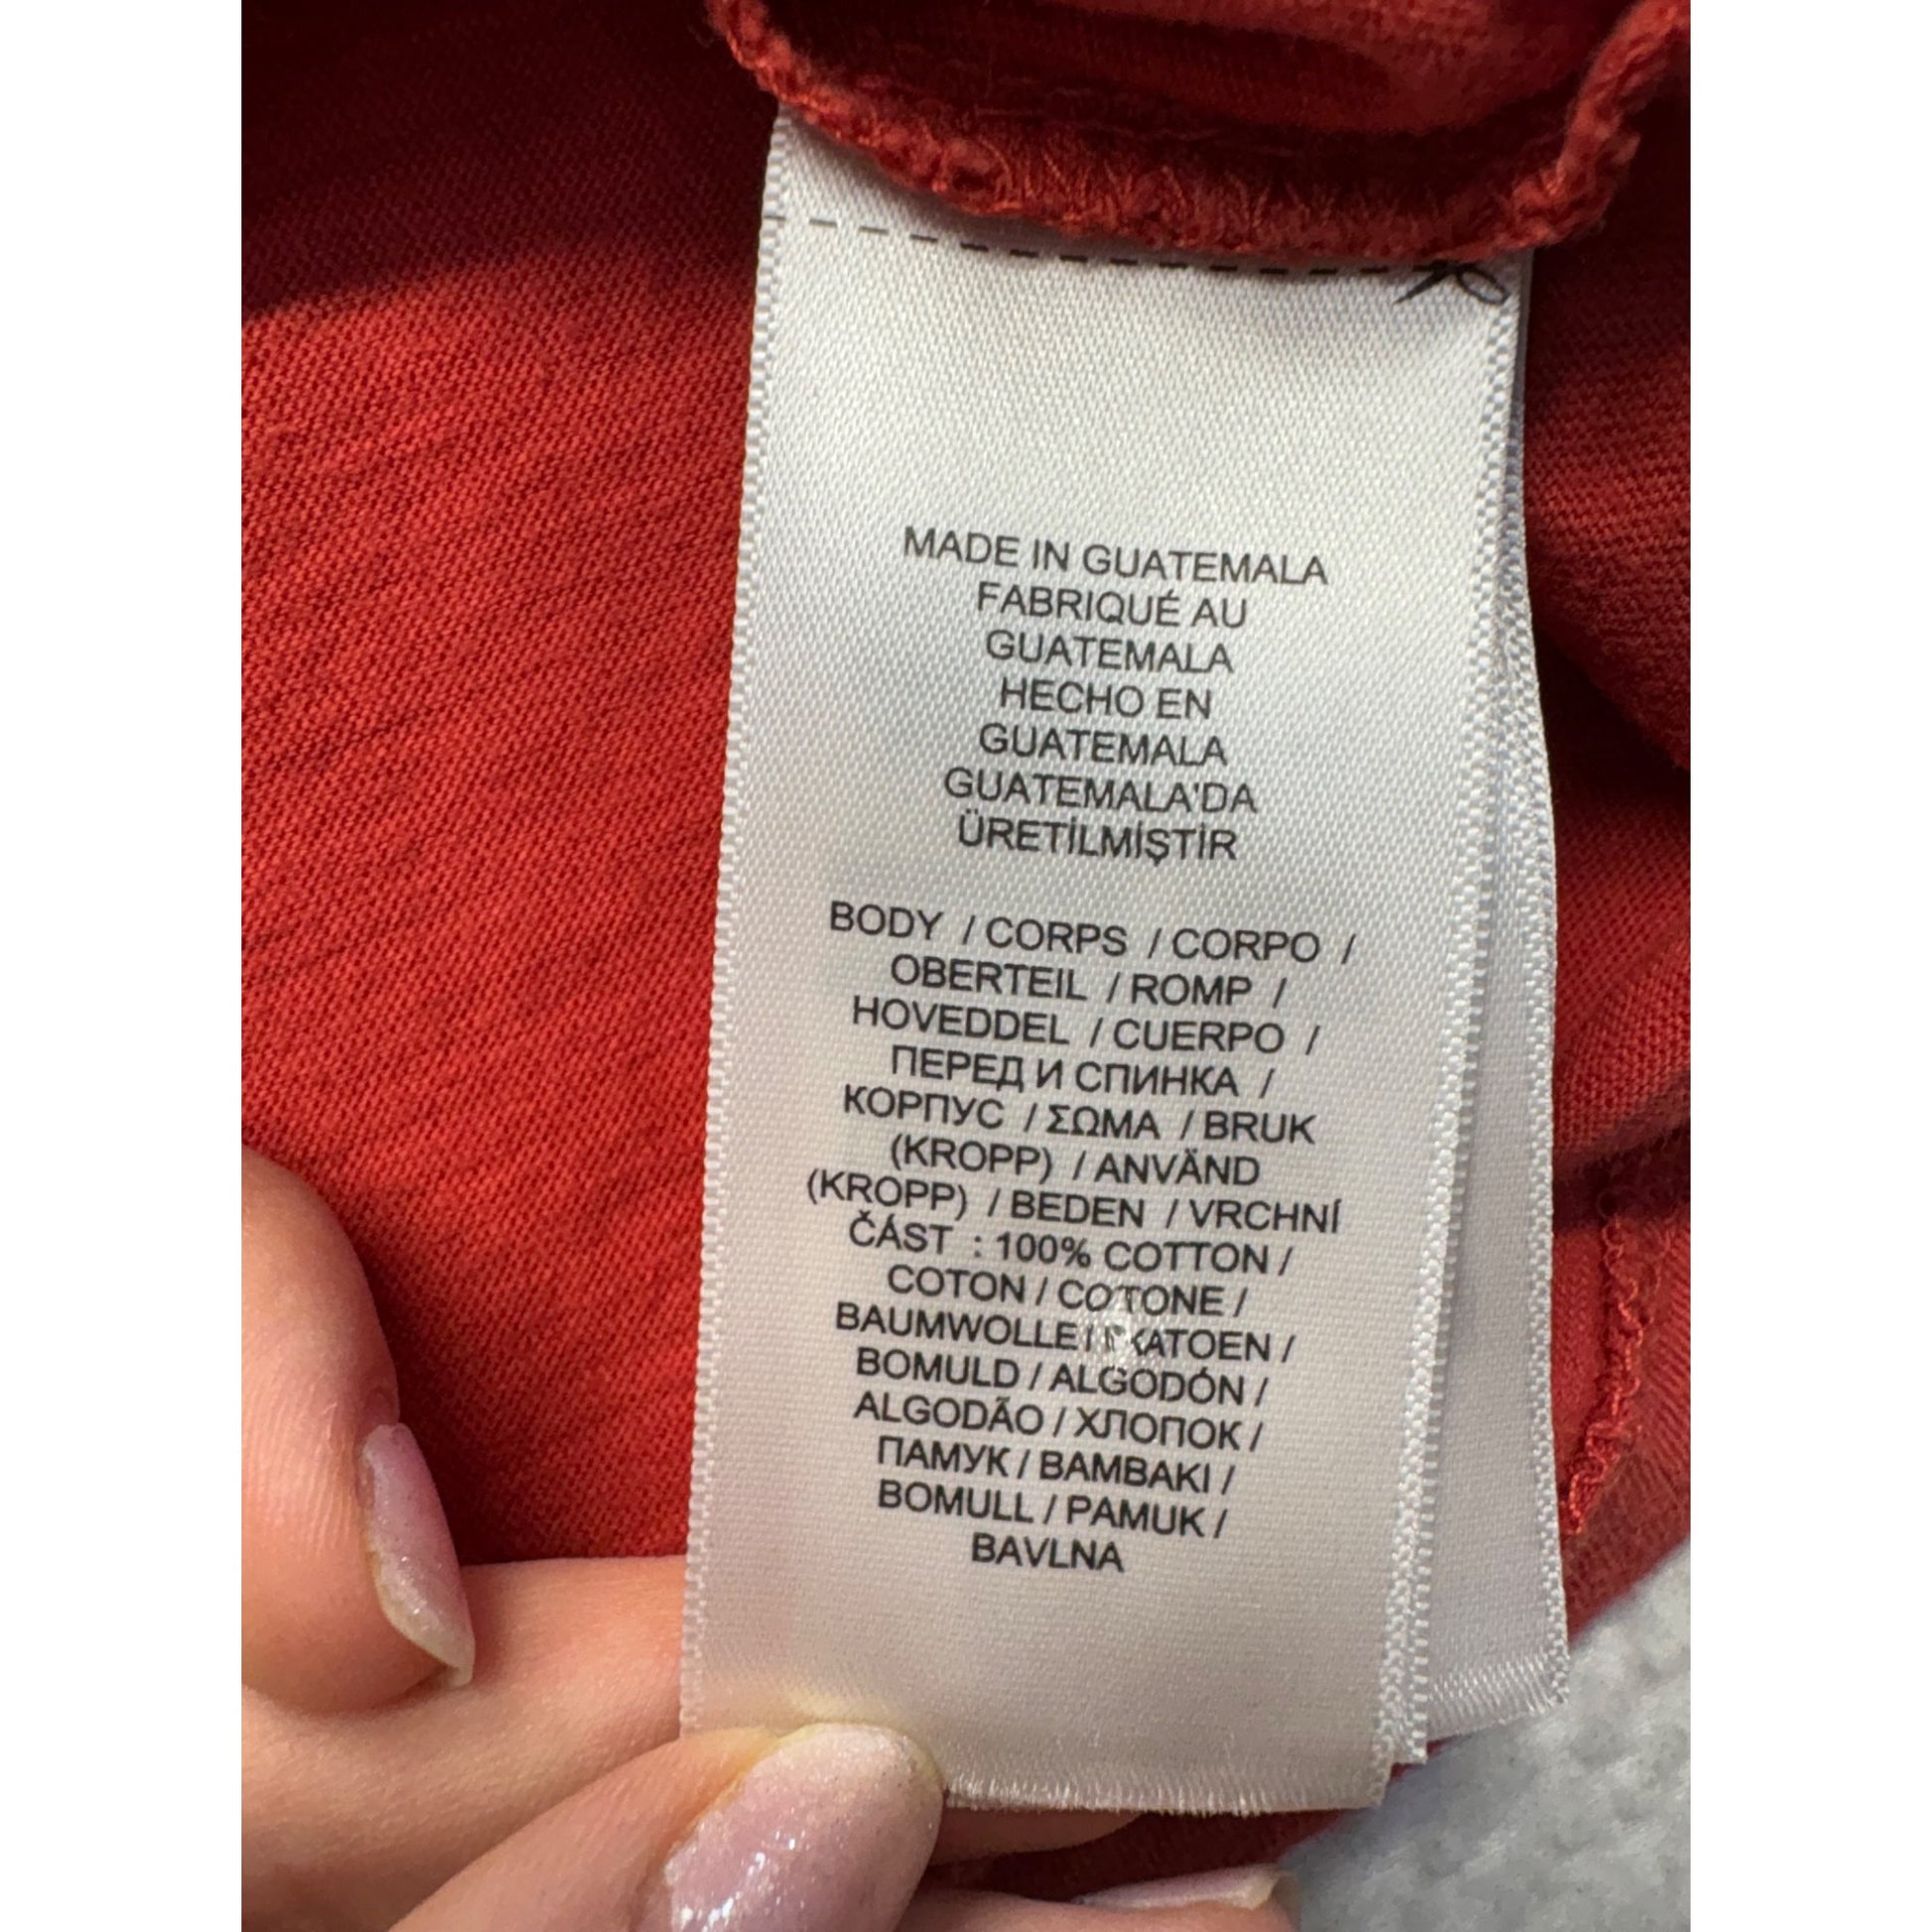 MADE IN GUATEMALA
FABRIQUÉ AU
GUATEMALA
HECHO EN
GUATEMALA
GUATEMALA'DA
ÜRETİLMİŞTİR
BODY / CORPS / CORPO /
OBERTEIL / ROMP /
HOVEDDEL / CUERPO /
ПЕРЕД И СПИНКА /
КОРПУС / ΣΩΜΑ / BRUK
(KROPP) / ANVÄND
(KROPP) / BEDEN / VRCHNÍ
ČÁST : 100% COTTON /
COTON / COTONE /
BAUMWOLLE / KATOEN /
BOMULD / ALGODÓN /
ALGODÃO / ХЛОПОК /
ПАМУК / BAMBAKI /
BOMULL / PAMUK /
BAVLNA